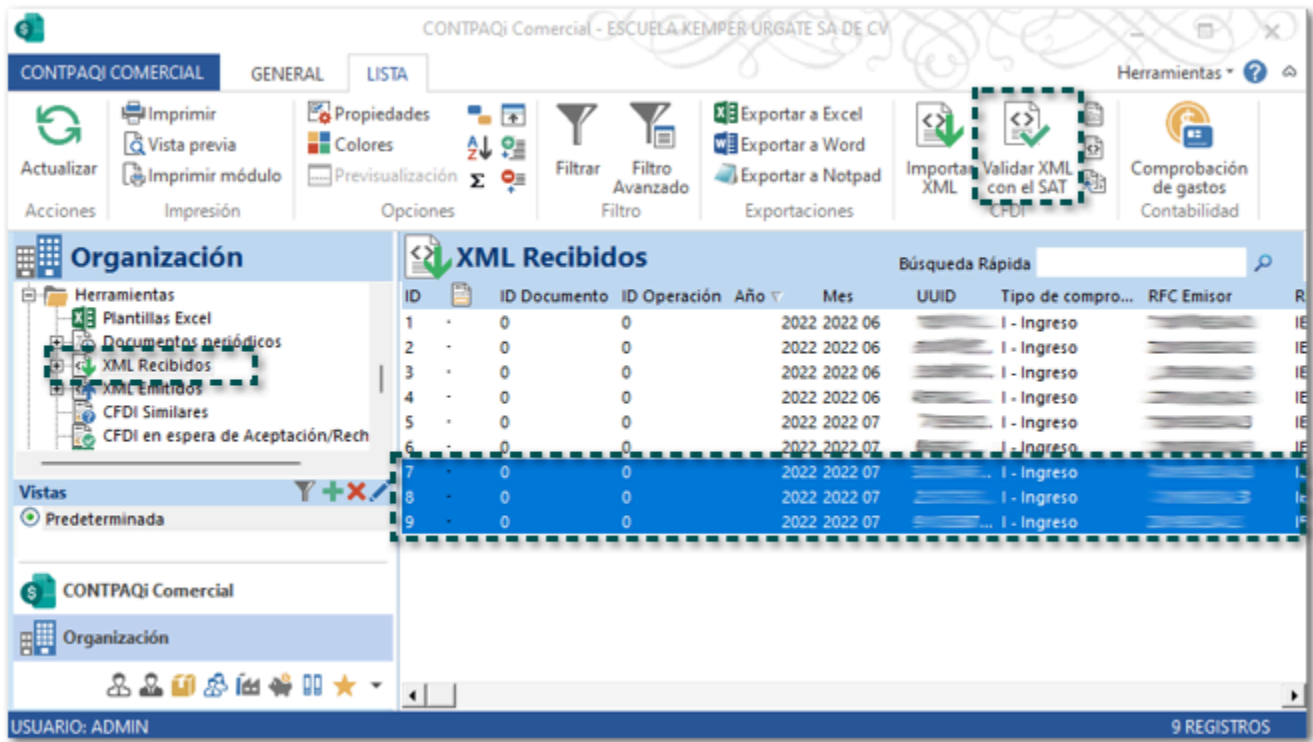 CONTPAQi Comercial - ESCUELA KEMPER URGATE SA DE CV
CONTPAQI COMERCIAL GENERAL LISTA Herramientas
Actualizar
Imprimir
Vista previa
Imprimir módulo
Propiedades
Colores
Previsualización
Filtrar
Filtro Avanzado
Exportar a Excel
Exportar a Word
Exportar a Notpad
Importar XML
Validar XML con el SAT
Comprobación de gastos
Acciones Impresión Opciones Filtro Exportaciones CFDI Contabilidad
Organización
Herramientas
Plantillas Excel
Documentos periódicos
XML Recibidos
XML Emitidos
CFDI Similares
CFDI en espera de Aceptación/Rech
Vistas
Predeterminada
CONTPAQi Comercial
Organización
XML Recibidos
Búsqueda Rápida
ID ID Documento ID Operación Año Mes UUID Tipo de compro... RFC Emisor R
1 - 0 0 2022 2022 06 ... I - Ingreso IE
2 - 0 0 2022 2022 06 ... I - Ingreso IE
3 - 0 0 2022 2022 06 ... I - Ingreso IE
4 - 0 0 2022 2022 06 ... I - Ingreso IE
5 - 0 0 2022 2022 07 ... I - Ingreso IE
6 - 0 0 2022 2022 07 ... I - Ingreso IE
7 - 0 0 2022 2022 07 ... I - Ingreso
8 - 0 0 2022 2022 07 ... I - Ingreso
9 - 0 0 2022 2022 07 ... I - Ingreso
USUARIO: ADMIN 9 REGISTROS